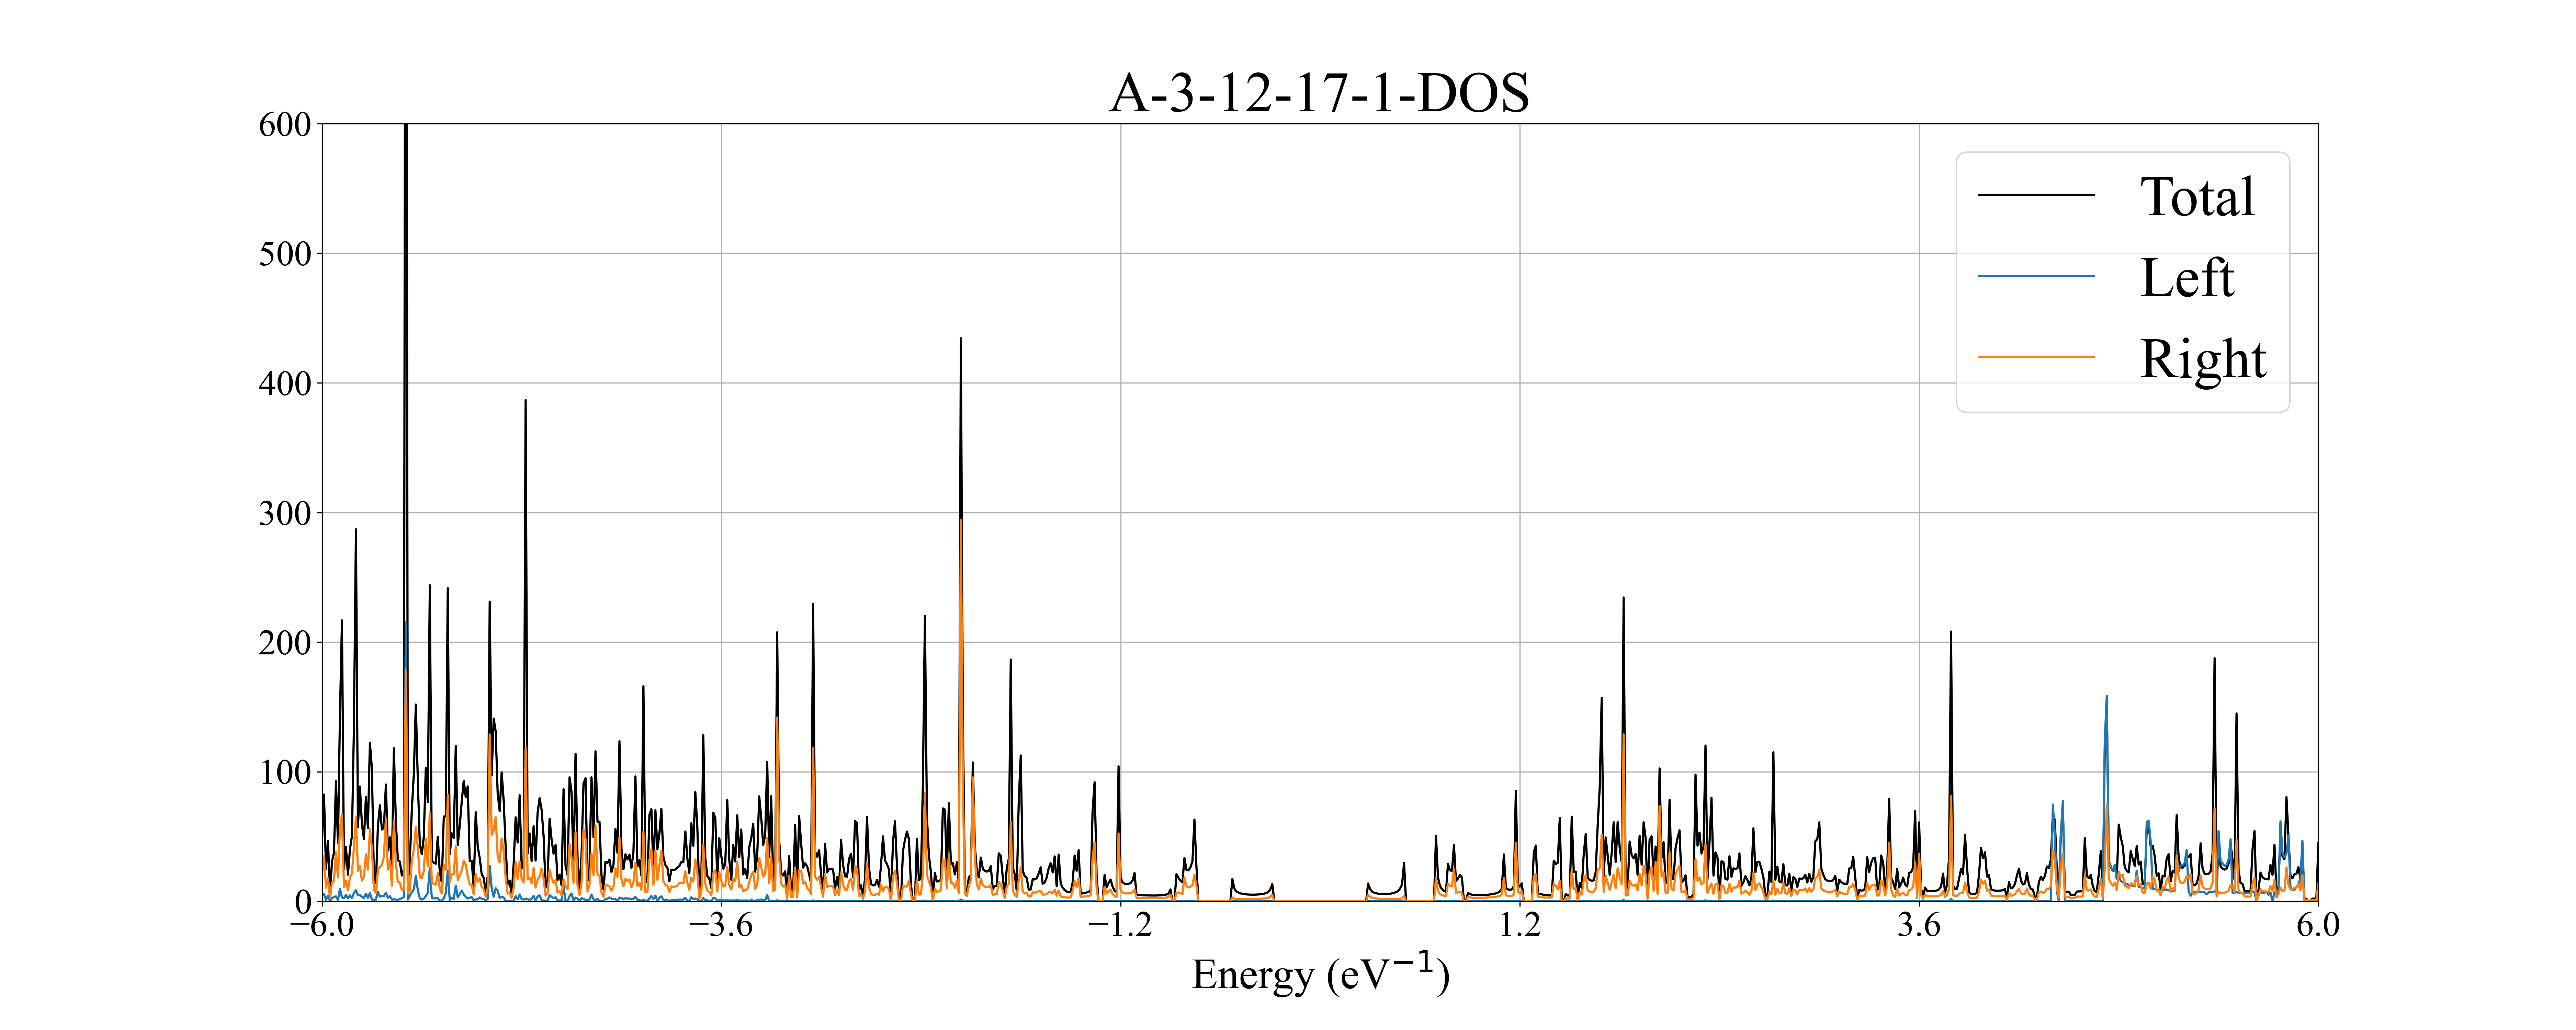 A-3-12-17-1-DOS
600
500
400
300
200
100
0
Total
Left
Right
−6.0 −3.6 −1.2 1.2 3.6 6.0
Energy (eV⁻¹)